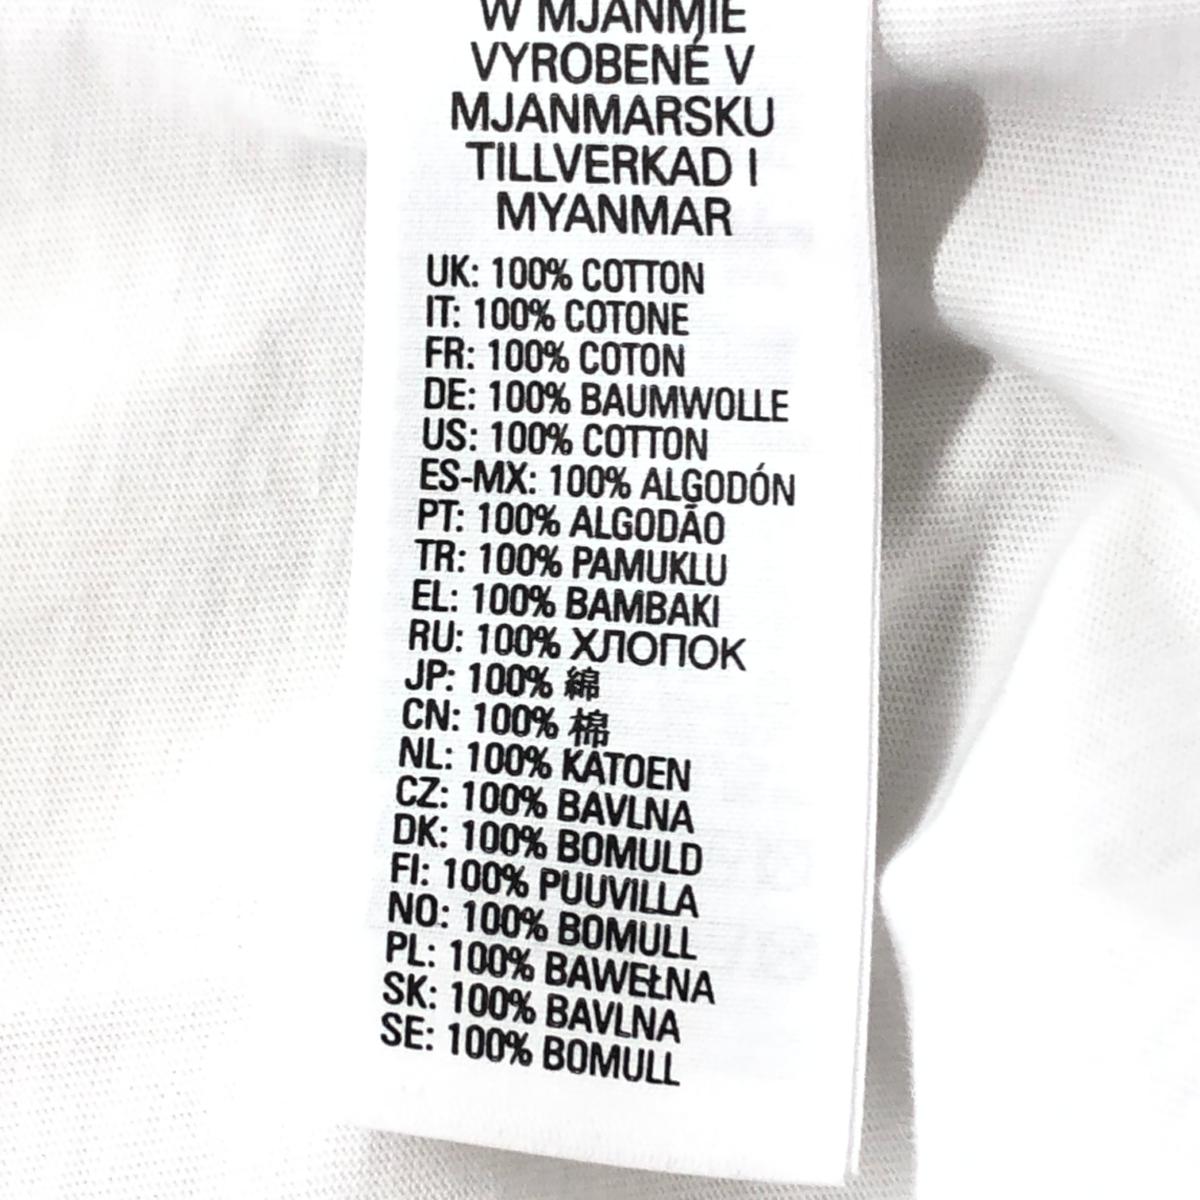 W MJANMIE
VYROBENÉ V
MJANMARSKU
TILLVERKAD I
MYANMAR
UK: 100% COTTON
IT: 100% COTONE
FR: 100% COTON
DE: 100% BAUMWOLLE
US: 100% COTTON
ES-MX: 100% ALGODÓN
PT: 100% ALGODÃO
TR: 100% PAMUKLU
EL: 100% BAMBAKI
RU: 100% ХЛОПОК
JP: 100% 綿
CN: 100% 棉
NL: 100% KATOEN
CZ: 100% BAVLNA
DK: 100% BOMULD
FI: 100% PUUVILLA
NO: 100% BOMULL
PL: 100% BAWEŁNA
SK: 100% BAVLNA
SE: 100% BOMULL